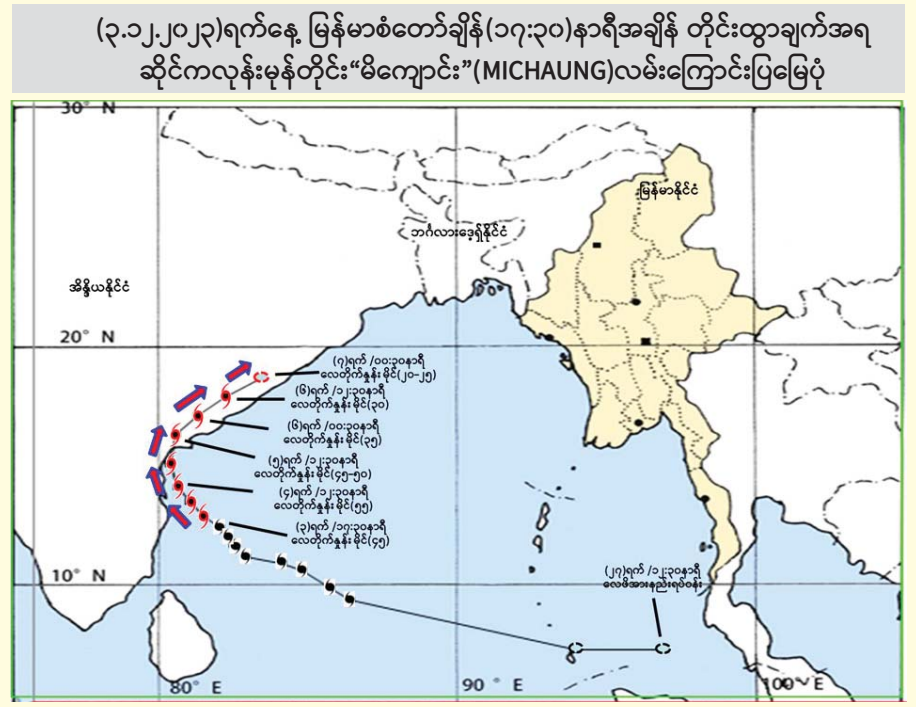 (၃.၁၂.၂၀၂၃)ရက်နေ့ မြန်မာစံတော်ချိန်(၁၇:၃၀)နာရီအချိန် တိုင်းထွာချက်အရ
ဆိုင်ကလုန်းမုန်တိုင်း“မိကျောင်း”(MICHAUNG)လမ်းကြောင်းပြမြေပုံ
30° N
မြန်မာနိုင်ငံ
ဘင်္ဂလားဒေ့ရှ်နိုင်ငံ
အိန္ဒိယနိုင်ငံ
20° N
(၇)ရက် /၀၀:၃၀နာရီ
လေတိုက်နှုန်း မိုင်(၂၀-၂၅)
(၆)ရက် /၁၂:၃၀နာရီ
လေတိုက်နှုန်း မိုင်(၃၀)
(၆)ရက် /၀၀:၃၀နာရီ
လေတိုက်နှုန်း မိုင်(၃၅)
(၅)ရက် /၁၂:၃၀နာရီ
လေတိုက်နှုန်း မိုင်(၄၅-၅၀)
(၄)ရက် /၁၂:၃၀နာရီ
လေတိုက်နှုန်း မိုင်(၅၅)
(၃)ရက် /၁၇:၃၀နာရီ
လေတိုက်နှုန်း မိုင်(၄၅)
10° N
(၂၇)ရက် /၁၂:၃၀နာရီ
လေဖိအားနည်းရပ်ဝန်း
80° E
90° E
100° E